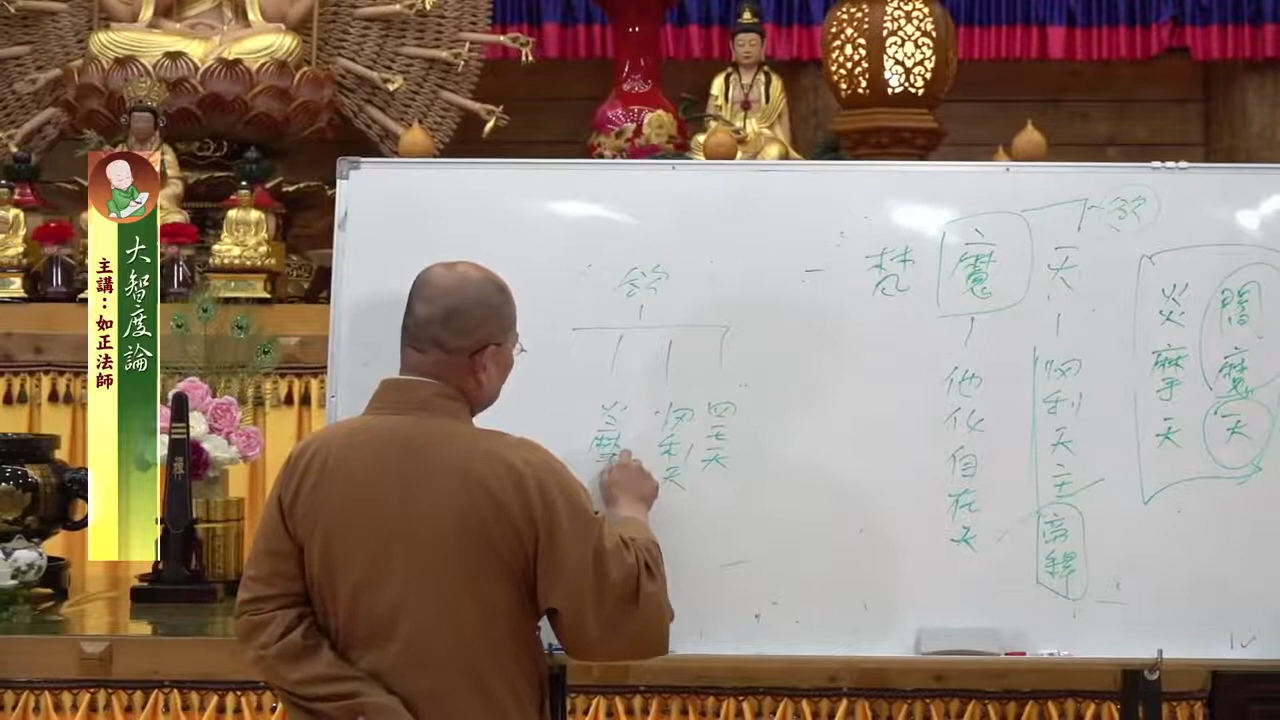 大智度論
主講：如正法師
閻魔天
炎摩天
欲
天
忉利天主
帝釋
魔
他化自在天
梵
欲
四王天
忉利天
炎摩